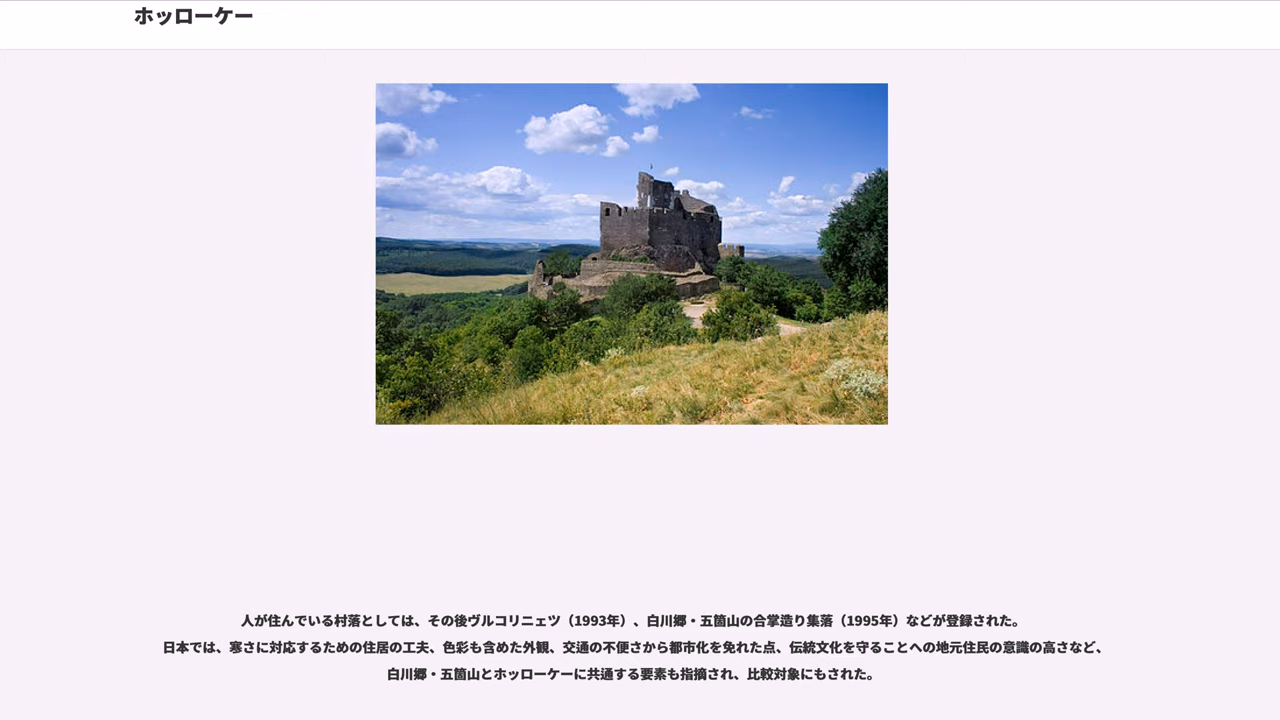 ホッローケー
人が住んでいる村落としては、その後ヴルコリニェツ（1993年）、白川郷・五箇山の合掌造り集落（1995年）などが登録された。
日本では、寒さに対応するための住居の工夫、色彩も含めた外観、交通の不便さから都市化を免れた点、伝統文化を守ることへの地元住民の意識の高さなど、
白川郷・五箇山とホッローケーに共通する要素も指摘され、比較対象にもされた。